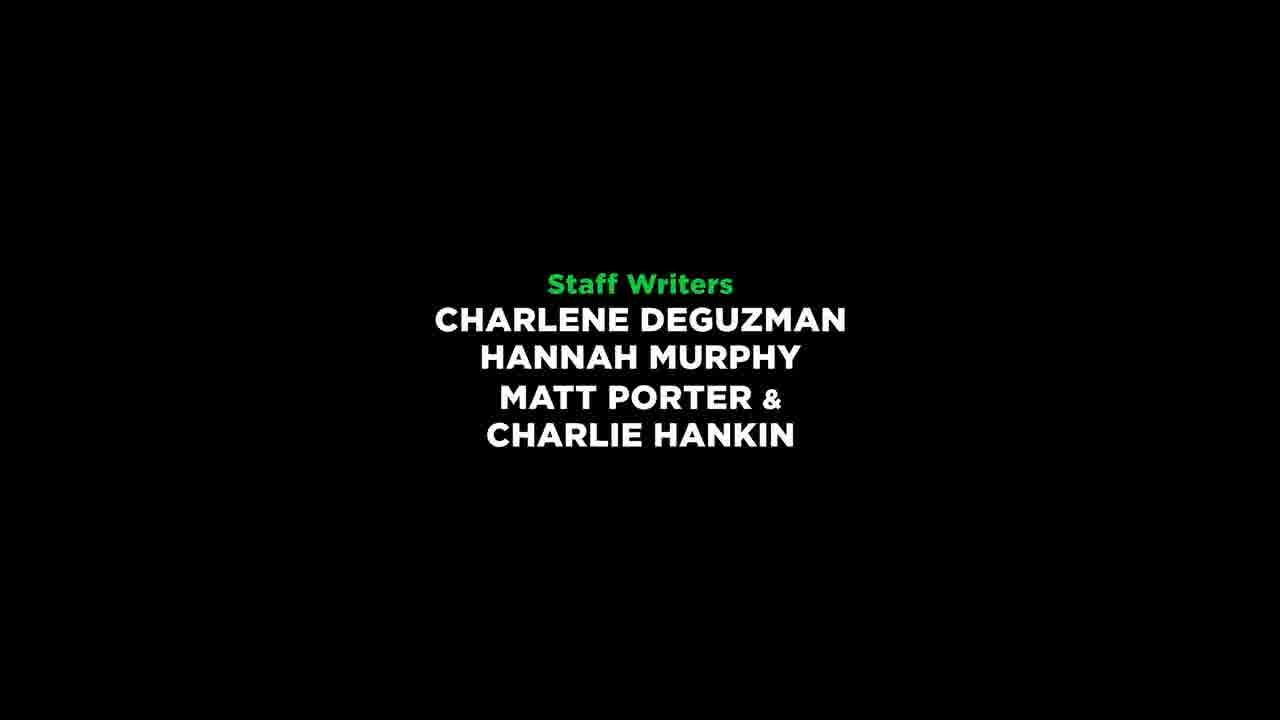 Staff Writers
CHARLENE DEGUZMAN
HANNAH MURPHY
MATT PORTER &
CHARLIE HANKIN